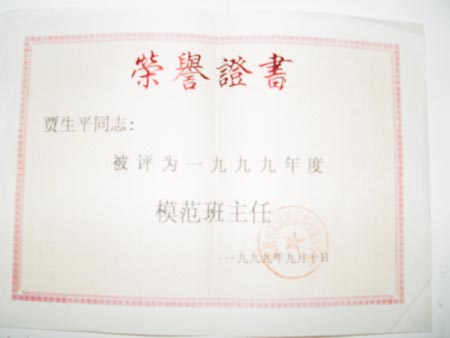 榮譽證書
贾生平同志：
被评为一九九九年度
模范班主任
一九九九年九月十日